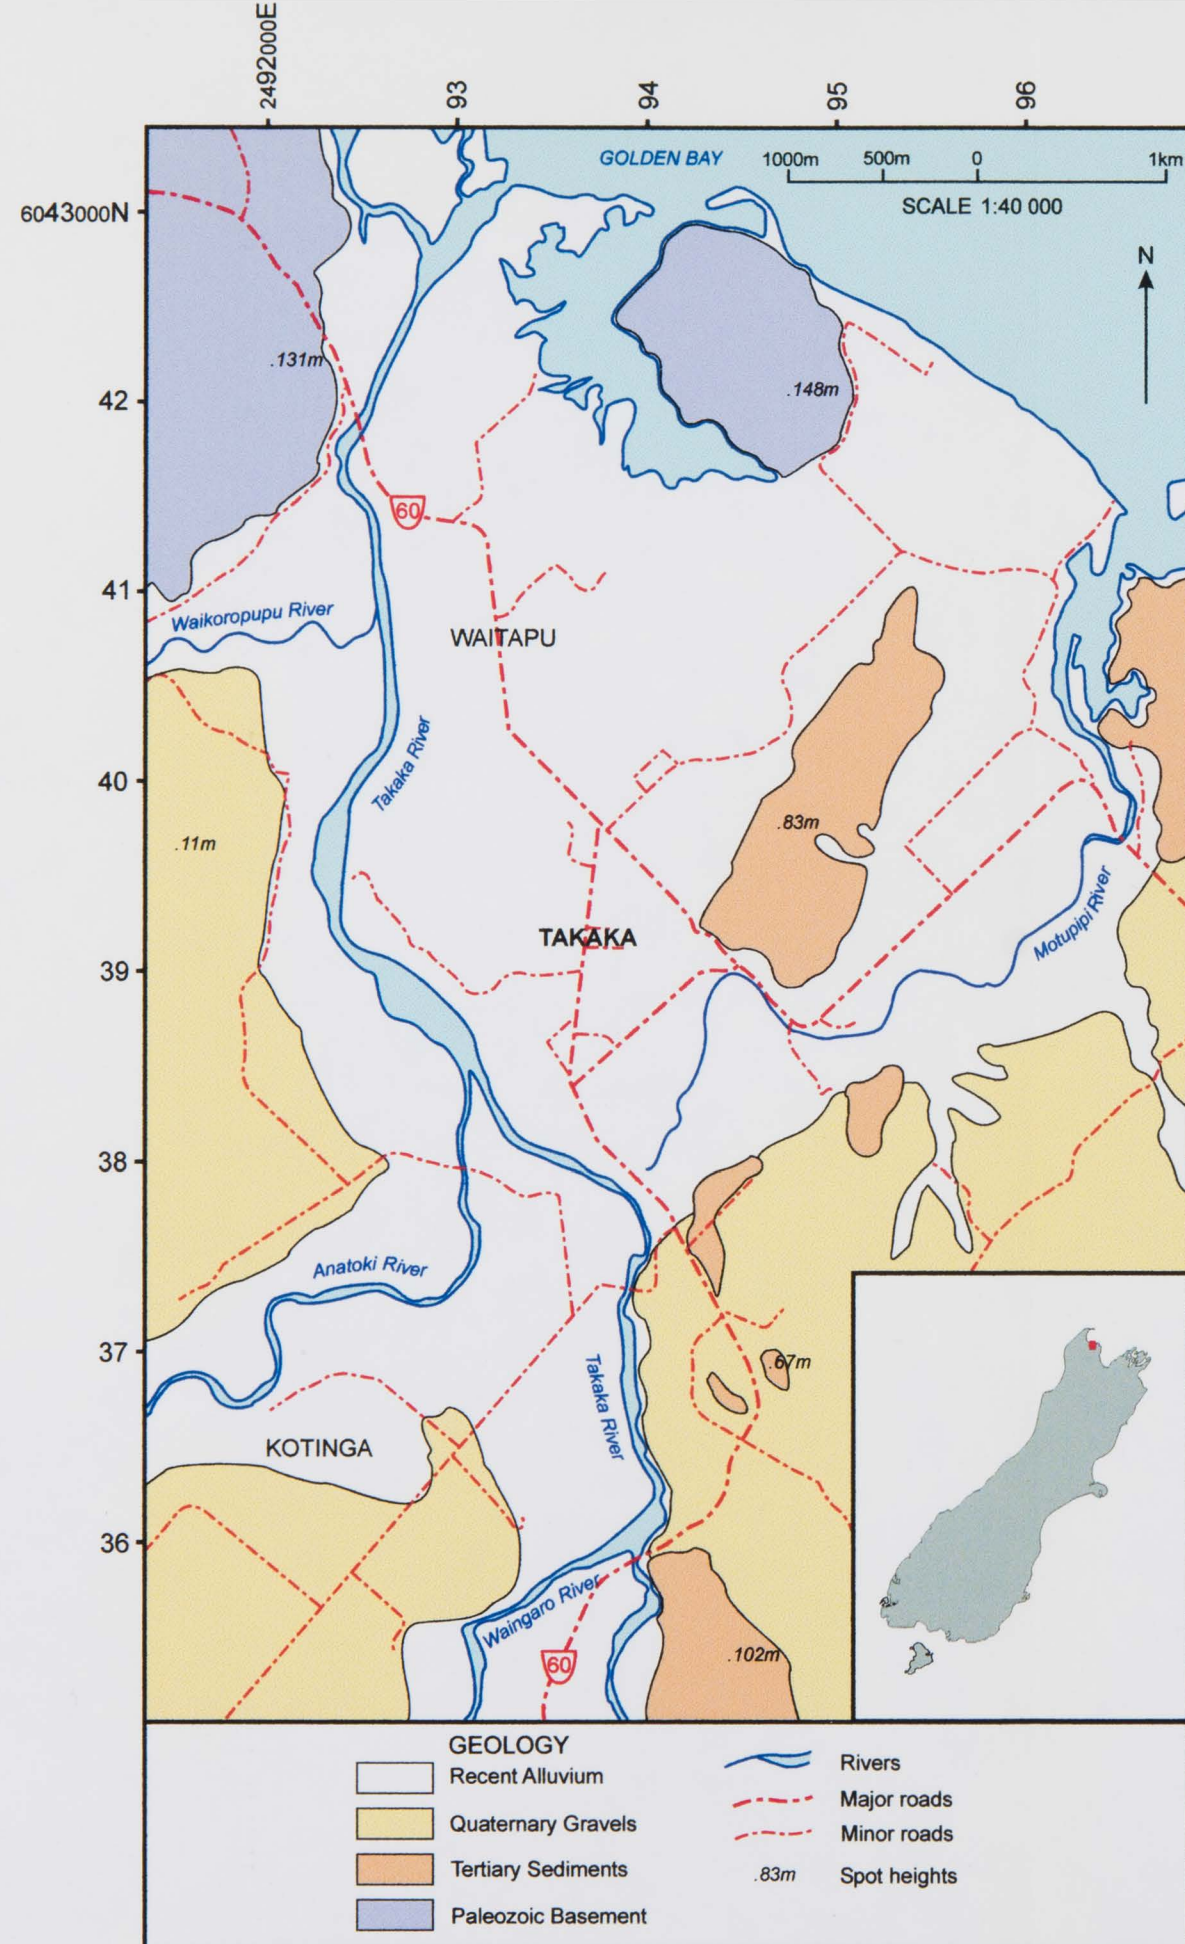 2492000E
93
94
95
96
GOLDEN BAY
1000m 500m 0 1km
SCALE 1:40 000
6043000N
N
.131m
.148m
42
60
41
Waikoropupu River
WAITAPU
Takaka River
40
.11m
.83m
TAKAKA
Motupipi River
39
38
Anatoki River
37
.67m
Takaka River
KOTINGA
36
Waingaro River
60
.102m
GEOLOGY
Recent Alluvium
Quaternary Gravels
Tertiary Sediments
Paleozoic Basement
Rivers
Major roads
Minor roads
.83m Spot heights